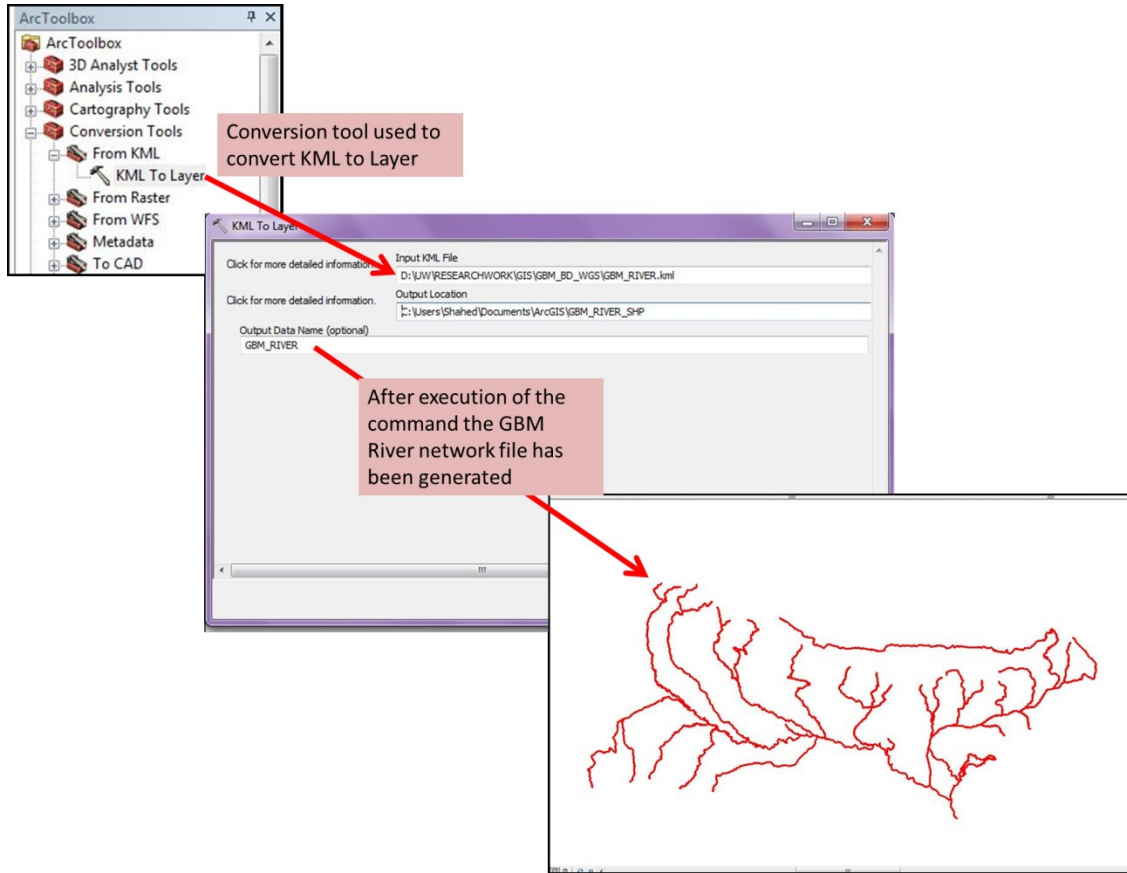 ArcToolbox
ArcToolbox
3D Analyst Tools
Analysis Tools
Cartography Tools
Conversion Tools
From KML
KML To Layer
From Raster
From WFS
Metadata
To CAD
Conversion tool used to
convert KML to Layer
KML To Layer
Click for more detailed information.
Input KML File
D:\UW\RESEARCHWORK\GIS\GBM_BD_WGS\GBM_RIVER.kml
Click for more detailed information.
Output Location
C:\Users\Shahed\Documents\ArcGIS\GBM_RIVER_SHP
Output Data Name (optional)
GBM_RIVER
After execution of the
command the GBM
River network file has
been generated